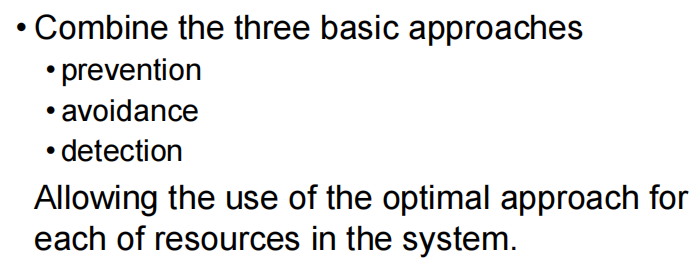 • Combine the three basic approaches
• prevention
• avoidance
• detection
Allowing the use of the optimal approach for
each of resources in the system.